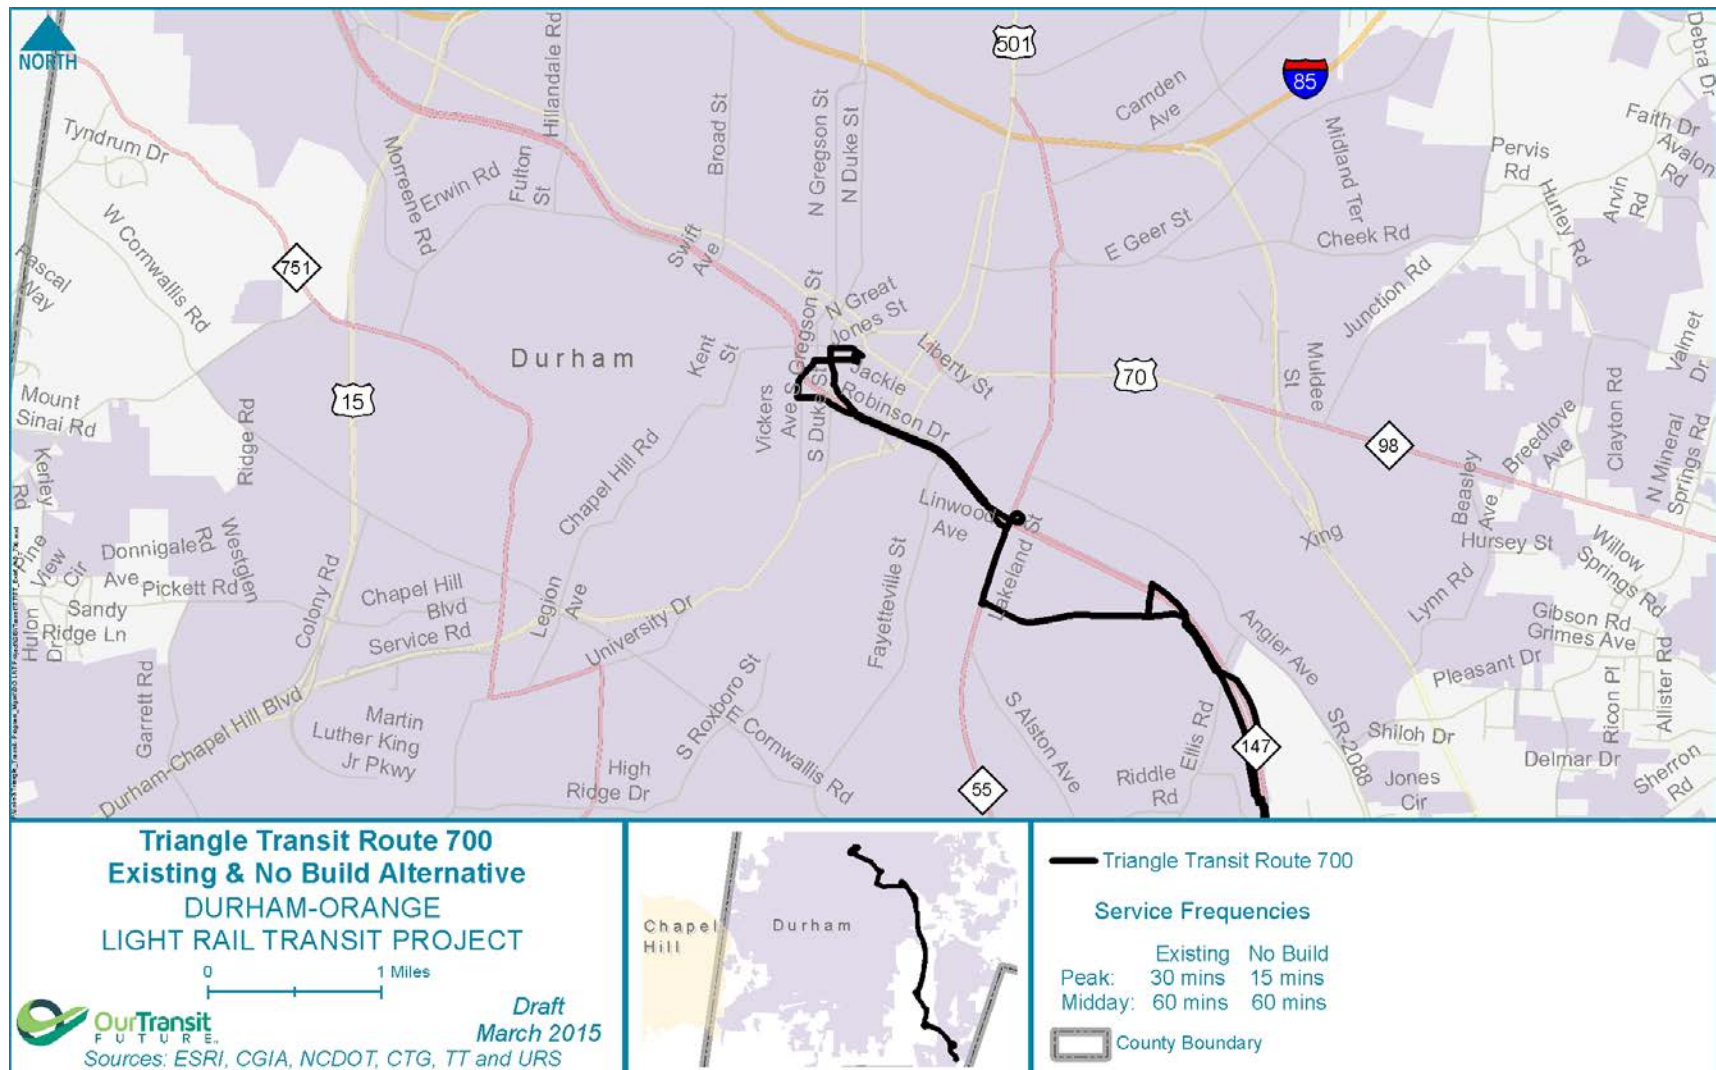 NORTH
Tyndrum Dr
W Cornwallis Rd
Pascal
Way
751
Morreene Rd
Erwin Rd
Fulton
St
Hillandale Rd
Broad St
N Gregson St
N Duke St
501
85
Camden
Ave
Midland Ter
Debra Dr
Faith Dr
Avalon
Rd
Pervis
Rd
Arvin
Rd
Hurley Rd
E Geer St
Cheek Rd
Junction Rd
Swift
Ave
N Great
Jones St
S Gregson St
Durham
Kent
St
Liberty St
Jackie
Robinson Dr
Vickers
Ave
S Duke St
70
Muldee
St
Valmet
Dr
Clayton Rd
Breedlove
Ave
N Mineral
Springs Rd
98
Mount
Sinai Rd
Ridge Rd
15
Kerley
Rd
Pine
View
Cir
Donnigale
Rd
Ave
Pickett Rd
Westglen
Sandy
Ridge Ln
Hulon
Dr
Colony Rd
Chapel Hill Rd
Chapel Hill
Blvd
Service Rd
Legion
Ave
University Dr
Fayetteville St
Linwood
Ave
Lakeland
St
Xing
Beasley
Ave
Hursey St
Willow
Springs Rd
Lynn Rd
Gibson Rd
Grimes Ave
Angier Ave
Pleasant Dr
Ricon Pl
Allister Rd
Garrett Rd
Durham-Chapel Hill Blvd
Martin
Luther King
Jr Pkwy
S Roxboro St
E Cornwallis Rd
High
Ridge Dr
S Alston Ave
Ellis Rd
Riddle
Rd
55
147
SR-2088
Shiloh Dr
Jones
Cir
Delmar Dr
Sherron
Rd
Triangle Transit Route 700
Existing & No Build Alternative
DURHAM-ORANGE
LIGHT RAIL TRANSIT PROJECT
0 1 Miles
OurTransit
FUTURE
Draft
March 2015
Sources: ESRI, CGIA, NCDOT, CTG, TT and URS
Chapel
Hill
Durham
Triangle Transit Route 700
Service Frequencies
Existing No Build
Peak: 30 mins 15 mins
Midday: 60 mins 60 mins
County Boundary